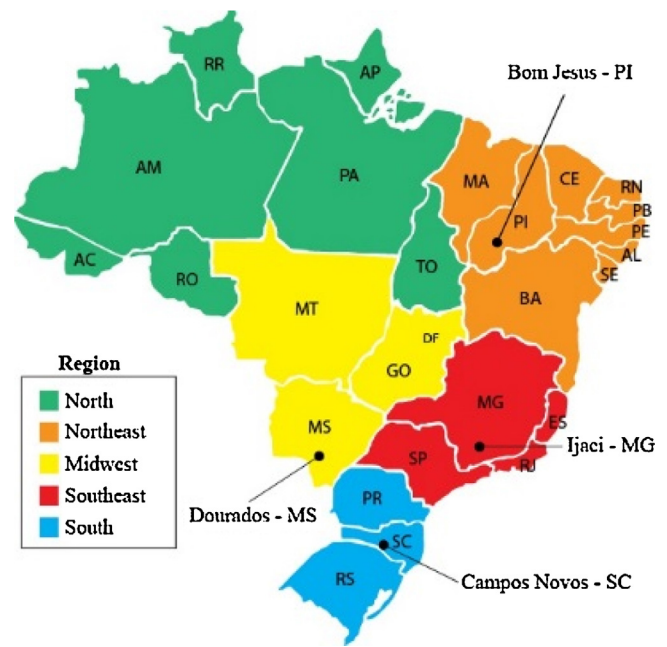 RR
AP
Bom Jesus - PI
AM
PA
MA
CE
RN
PB
PI
PE
AL
SE
AC
RO
TO
BA
MT
DF
GO
Region
North
Northeast
Midwest
Southeast
South
MS
MG
ES
Ijaci - MG
SP
RJ
Dourados - MS
PR
SC
Campos Novos - SC
RS